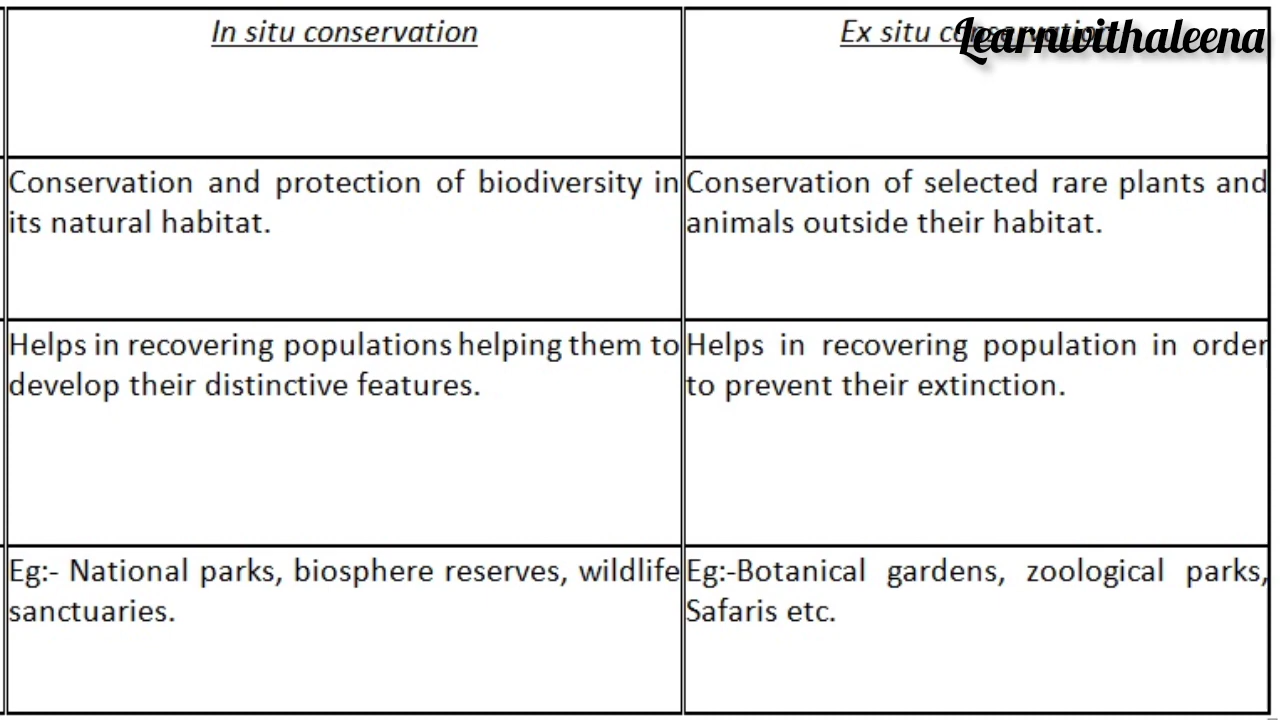 In situ conservation
Ex situ conservation
Learnwithaleena
Conservation and protection of biodiversity in
its natural habitat.
Conservation of selected rare plants and
animals outside their habitat.
Helps in recovering populations helping them to
develop their distinctive features.
Helps in recovering population in order
to prevent their extinction.
Eg:- National parks, biosphere reserves, wildlife
sanctuaries.
Eg:-Botanical gardens, zoological parks,
Safaris etc.